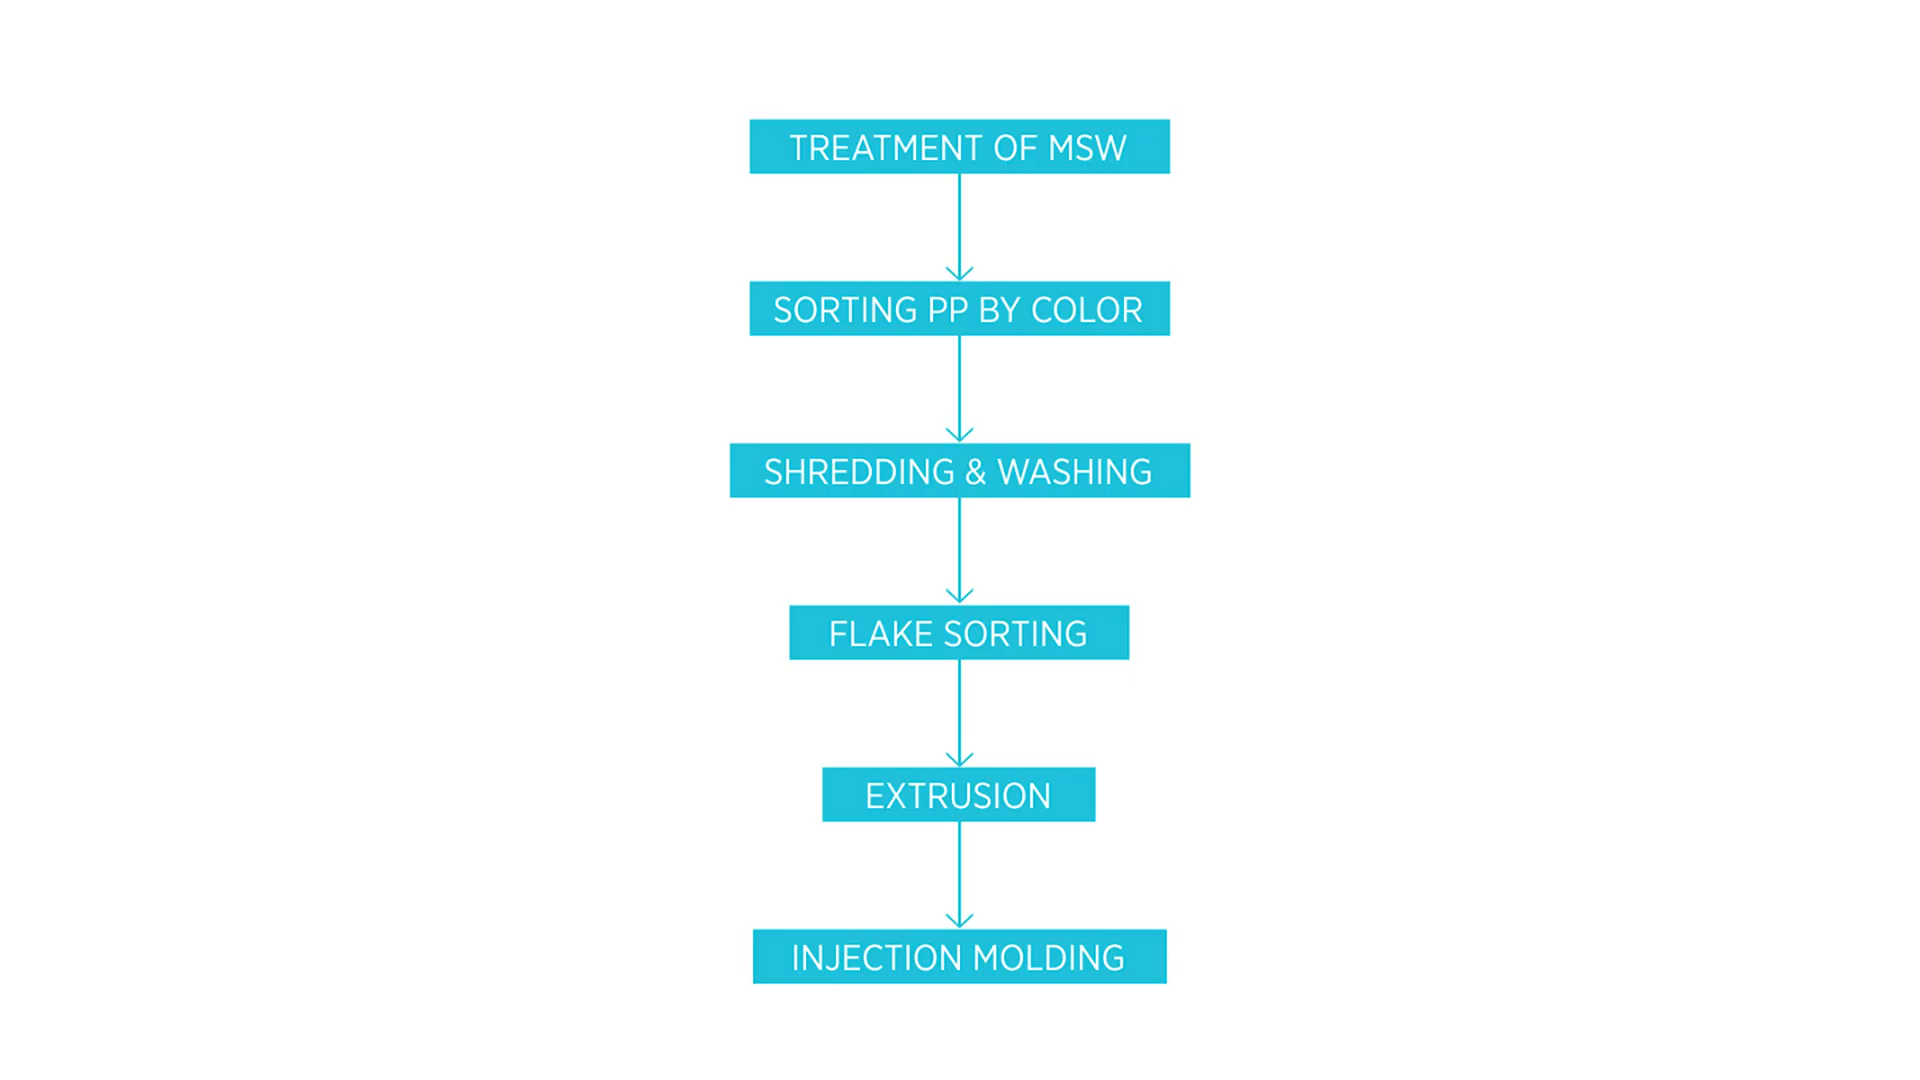 TREATMENT OF MSW
SORTING PP BY COLOR
SHREDDING & WASHING
FLAKE SORTING
EXTRUSION
INJECTION MOLDING